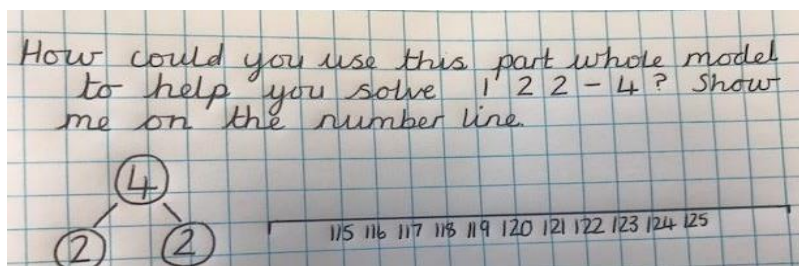 How could you use this part whole model
to help you solve 122 - 4? Show
me on the number line.
4
2 2
115 116 117 118 119 120 121 122 123 124 125